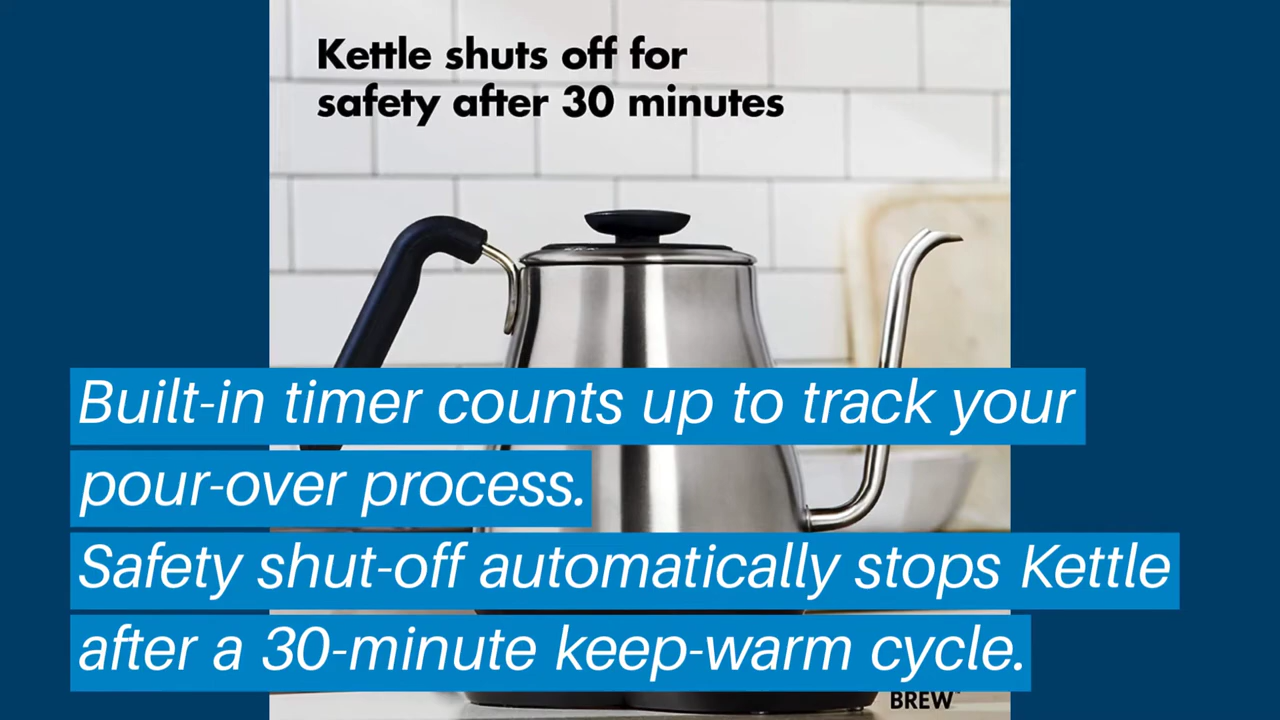 Kettle shuts off for
safety after 30 minutes
Built-in timer counts up to track your
pour-over process.
Safety shut-off automatically stops Kettle
after a 30-minute keep-warm cycle.
BREW